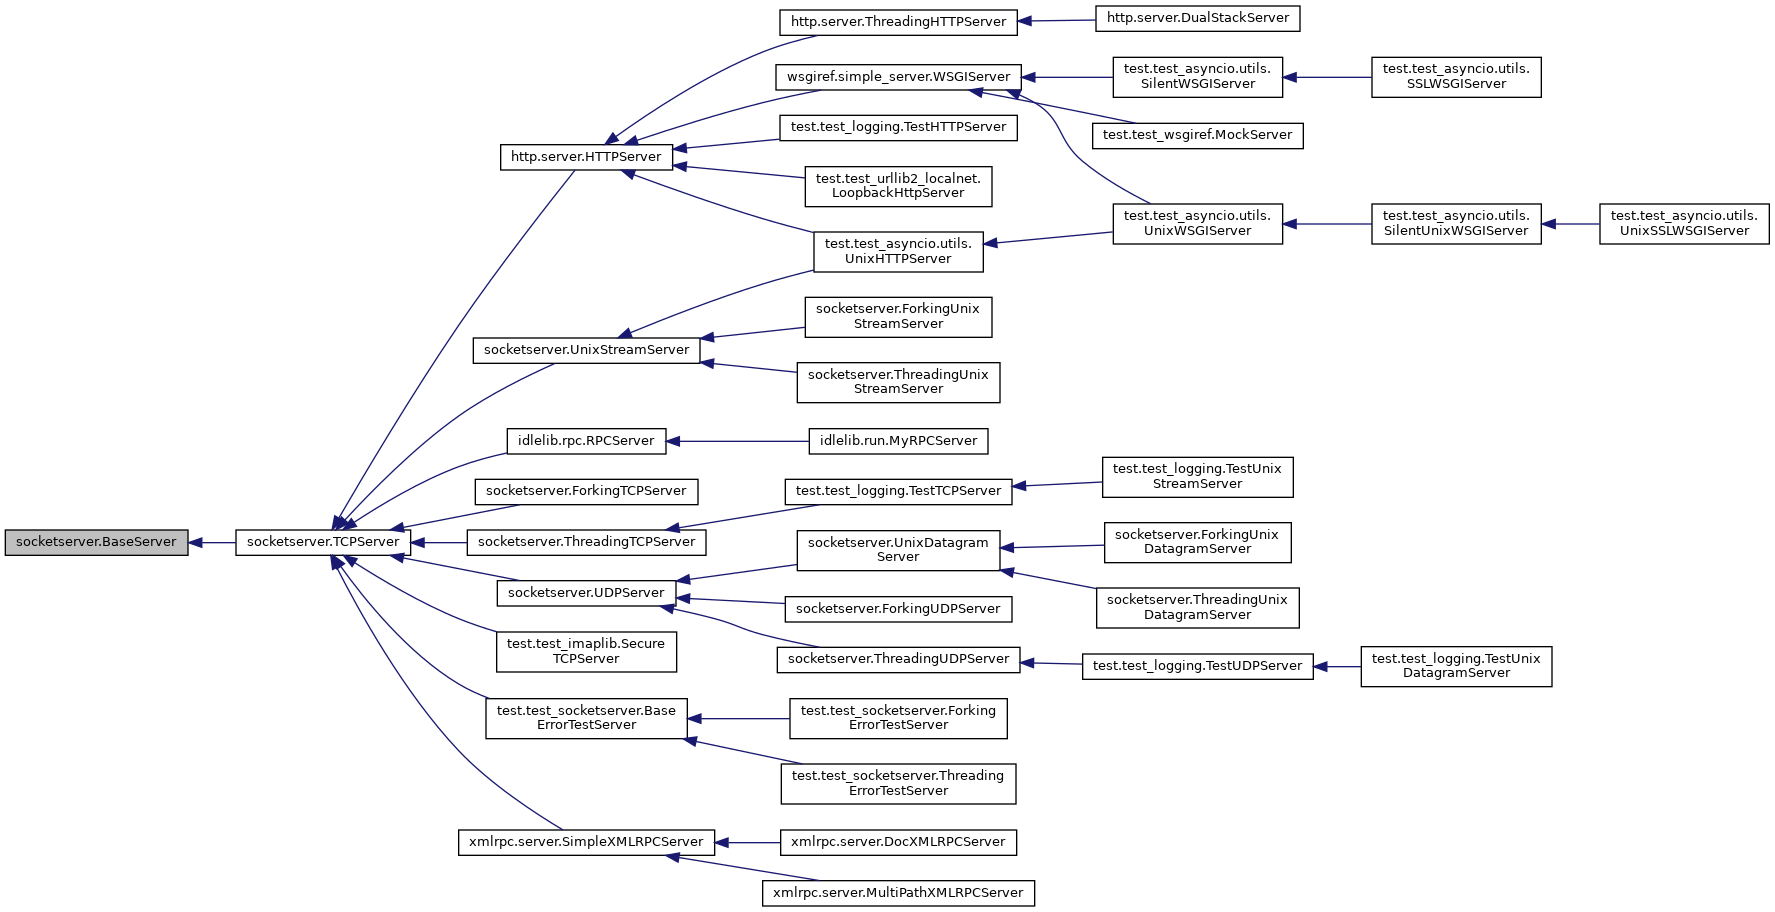 socketserver.BaseServer
socketserver.TCPServer
http.server.HTTPServer
http.server.ThreadingHTTPServer
http.server.DualStackServer
wsgiref.simple_server.WSGIServer
test.test_asyncio.utils.
SilentWSGIServer
test.test_asyncio.utils.
SSLWSGIServer
test.test_wsgiref.MockServer
test.test_logging.TestHTTPServer
test.test_urllib2_localnet.
LoopbackHttpServer
test.test_asyncio.utils.
UnixHTTPServer
test.test_asyncio.utils.
UnixWSGIServer
test.test_asyncio.utils.
SilentUnixWSGIServer
test.test_asyncio.utils.
UnixSSLWSGIServer
socketserver.UnixStreamServer
socketserver.ForkingUnix
StreamServer
socketserver.ThreadingUnix
StreamServer
idlelib.rpc.RPCServer
idlelib.run.MyRPCServer
socketserver.ForkingTCPServer
socketserver.ThreadingTCPServer
test.test_logging.TestTCPServer
test.test_logging.TestUnix
StreamServer
socketserver.UDPServer
socketserver.UnixDatagram
Server
socketserver.ForkingUnix
DatagramServer
socketserver.ThreadingUnix
DatagramServer
socketserver.ForkingUDPServer
socketserver.ThreadingUDPServer
test.test_logging.TestUDPServer
test.test_logging.TestUnix
DatagramServer
test.test_imaplib.Secure
TCPServer
test.test_socketserver.Base
ErrorTestServer
test.test_socketserver.Forking
ErrorTestServer
test.test_socketserver.Threading
ErrorTestServer
xmlrpc.server.SimpleXMLRPCServer
xmlrpc.server.DocXMLRPCServer
xmlrpc.server.MultiPathXMLRPCServer